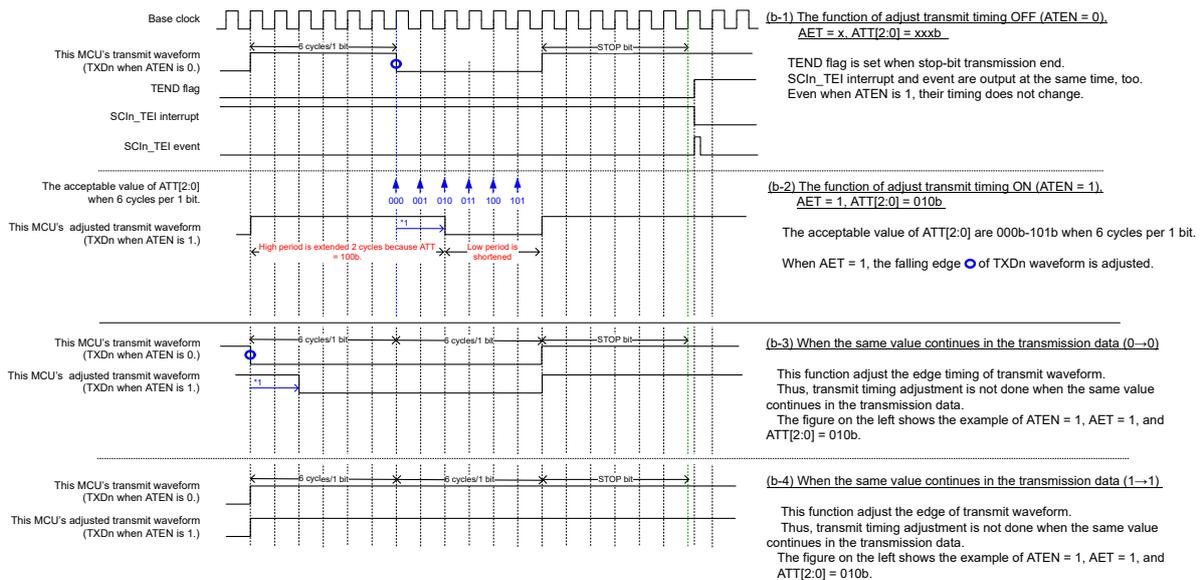 Base clock
(b-1) The function of adjust transmit timing OFF (ATEN = 0),
AET = x, ATT[2:0] = xxxb
6 cycles/1 bit
STOP bit
This MCU's transmit waveform
(TXDn when ATEN is 0.)
TEND flag is set when stop-bit transmission end.
SCIn_TEI interrupt and event are output at the same time, too.
Even when ATEN is 1, their timing does not change.
TEND flag
SCIn_TEI interrupt
SCIn_TEI event
The acceptable value of ATT[2:0]
when 6 cycles per 1 bit.
000 001 010 011 100 101
(b-2) The function of adjust transmit timing ON (ATEN = 1),
AET = 1, ATT[2:0] = 010b
This MCU's adjusted transmit waveform
(TXDn when ATEN is 1.)
*1
High period is extended 2 cycles because ATT
= 100b.
Low period is
shortened
The acceptable value of ATT[2:0] are 000b-101b when 6 cycles per 1 bit.
When AET = 1, the falling edge of TXDn waveform is adjusted.
This MCU's transmit waveform
(TXDn when ATEN is 0.)
6 cycles/1 bit
6 cycles/1 bit
STOP bit
(b-3) When the same value continues in the transmission data (0→0)
This MCU's adjusted transmit waveform
(TXDn when ATEN is 1.)
*1
This function adjust the edge timing of transmit waveform.
Thus, transmit timing adjustment is not done when the same value
continues in the transmission data.
The figure on the left shows the example of ATEN = 1, AET = 1, and
ATT[2:0] = 010b.
This MCU's transmit waveform
(TXDn when ATEN is 0.)
6 cycles/1 bit
6 cycles/1 bit
STOP bit
(b-4) When the same value continues in the transmission data (1→1)
This MCU's adjusted transmit waveform
(TXDn when ATEN is 1.)
This function adjust the edge of transmit waveform.
Thus, transmit timing adjustment is not done when the same value
continues in the transmission data.
The figure on the left shows the example of ATEN = 1, AET = 1, and
ATT[2:0] = 010b.